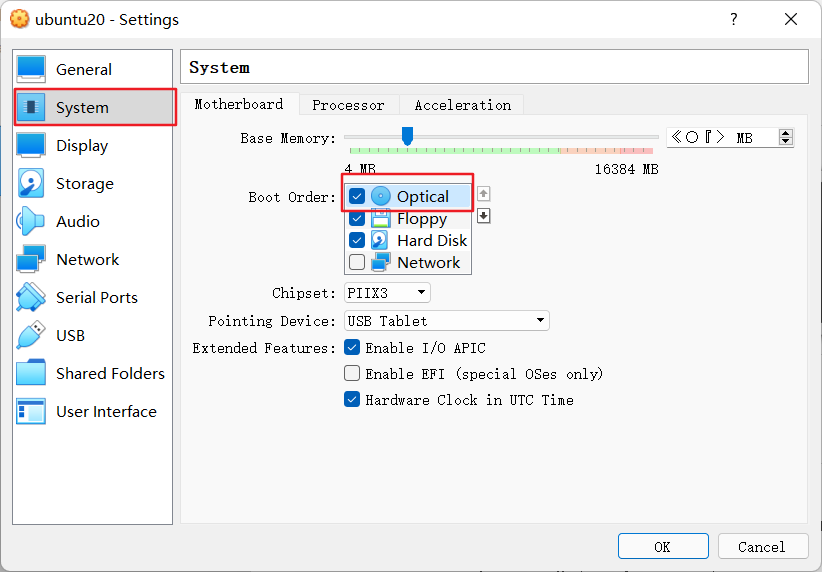 ubuntu20 - Settings
?
General
System
Display
Storage
Audio
Network
Serial Ports
USB
Shared Folders
User Interface
System
Motherboard
Processor
Acceleration
Base Memory:
MB
4 MB
16384 MB
Boot Order:
Optical
Floppy
Hard Disk
Network
Chipset:
PIIX3
Pointing Device:
USB Tablet
Extended Features:
Enable I/O APIC
Enable EFI (special OSes only)
Hardware Clock in UTC Time
OK
Cancel